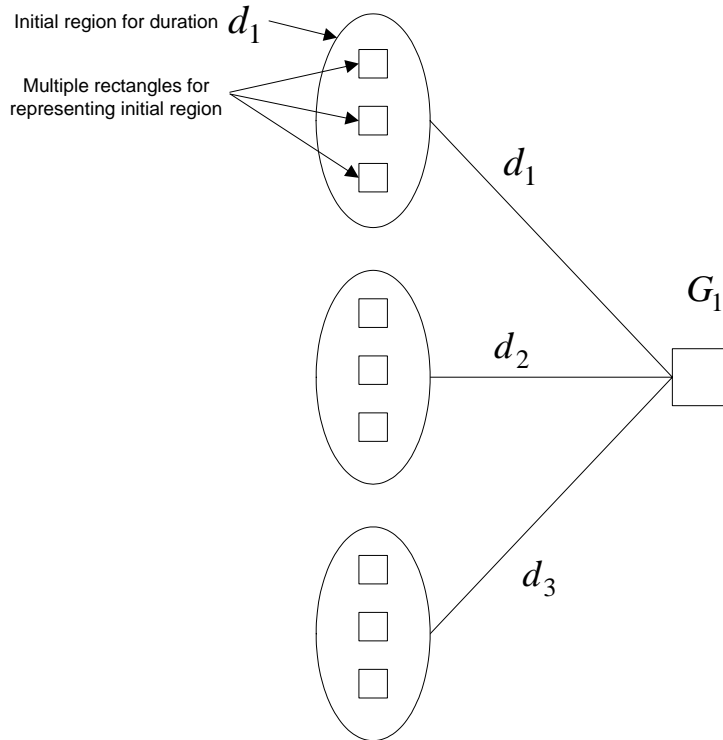 Initial region for duration d₁
Multiple rectangles for
representing initial region
d₁
G₁
d₂
d₃